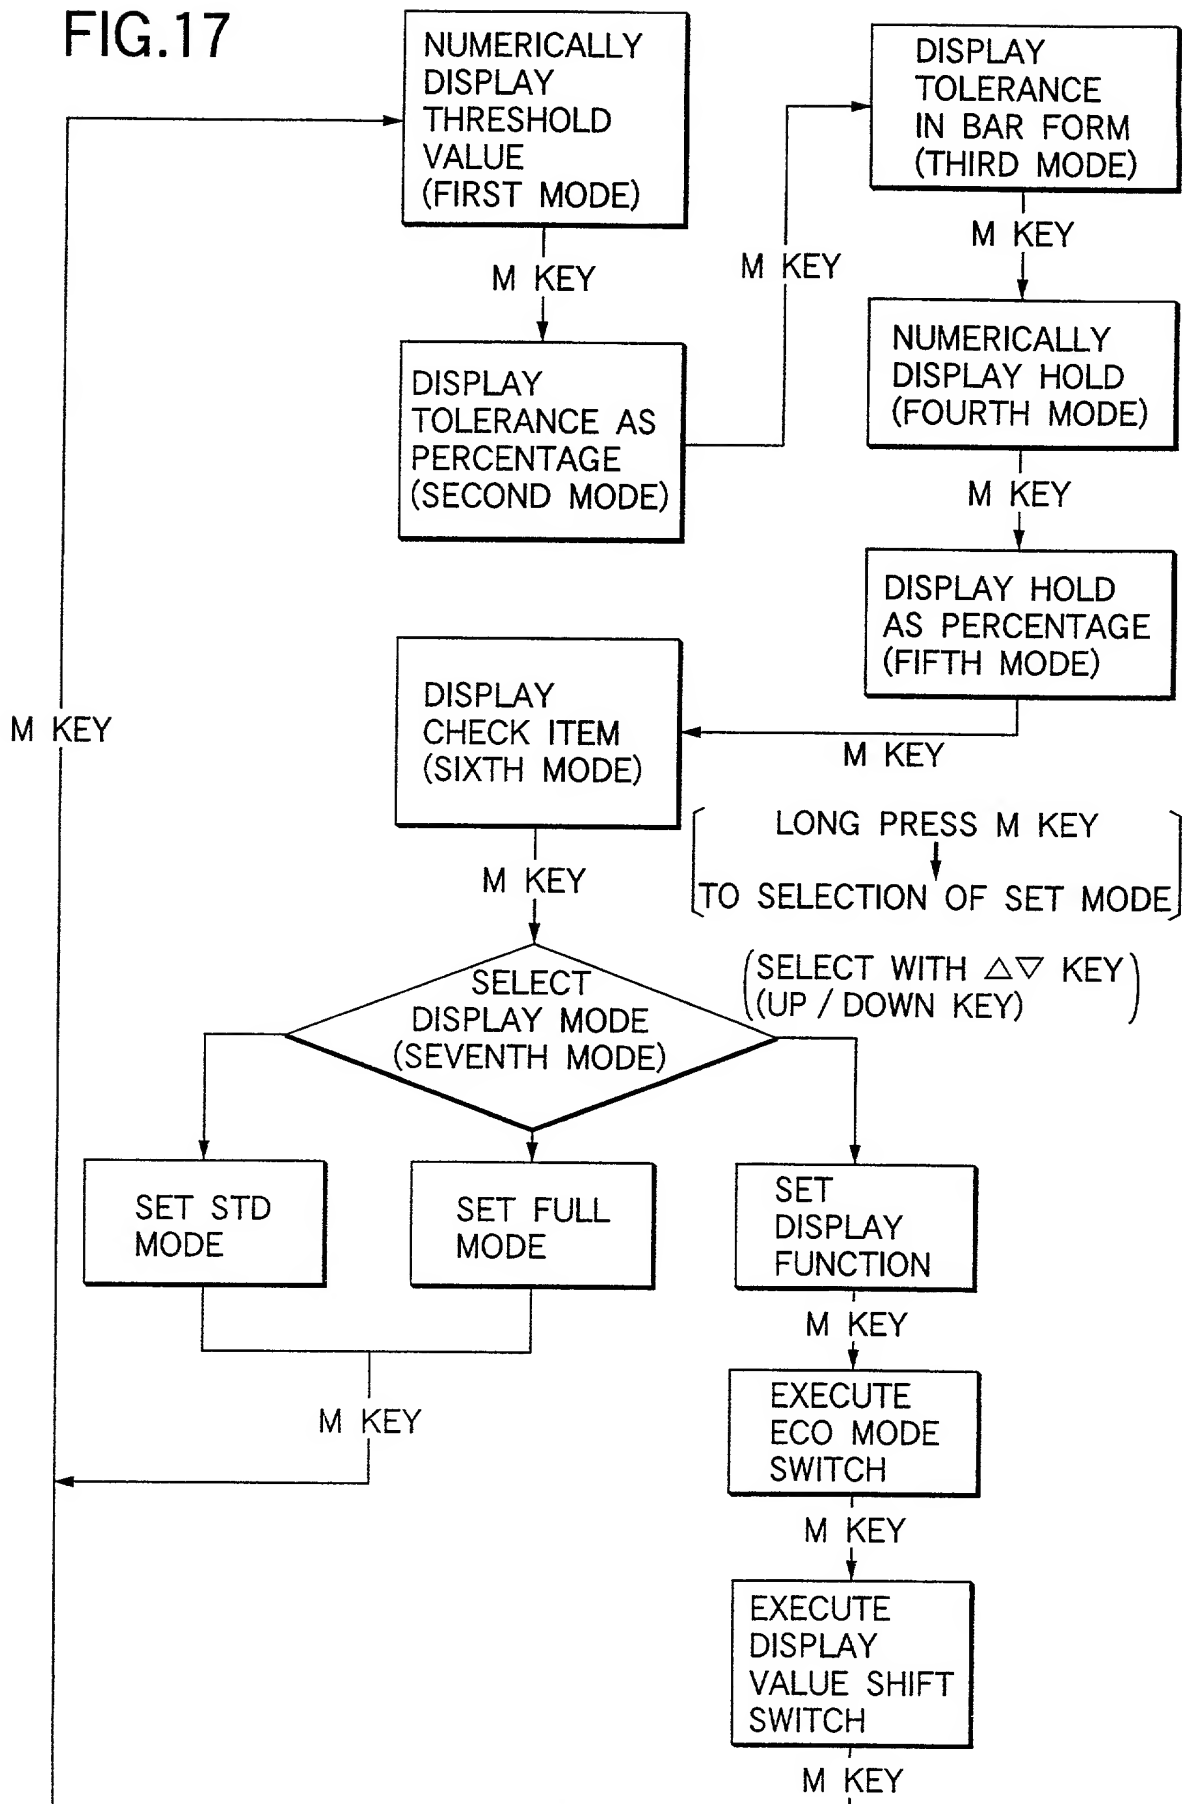 FIG.17
NUMERICALLY
DISPLAY
THRESHOLD
VALUE
(FIRST MODE)
M KEY
DISPLAY
TOLERANCE AS
PERCENTAGE
(SECOND MODE)
M KEY
DISPLAY
TOLERANCE
IN BAR FORM
(THIRD MODE)
M KEY
NUMERICALLY
DISPLAY HOLD
(FOURTH MODE)
M KEY
DISPLAY HOLD
AS PERCENTAGE
(FIFTH MODE)
M KEY
DISPLAY
CHECK ITEM
(SIXTH MODE)
M KEY
LONG PRESS M KEY
TO SELECTION OF SET MODE
SELECT
DISPLAY MODE
(SEVENTH MODE)
(SELECT WITH △▽ KEY)
(UP / DOWN KEY)
SET STD
MODE
SET FULL
MODE
M KEY
SET
DISPLAY
FUNCTION
M KEY
EXECUTE
ECO MODE
SWITCH
M KEY
EXECUTE
DISPLAY
VALUE SHIFT
SWITCH
M KEY
M KEY